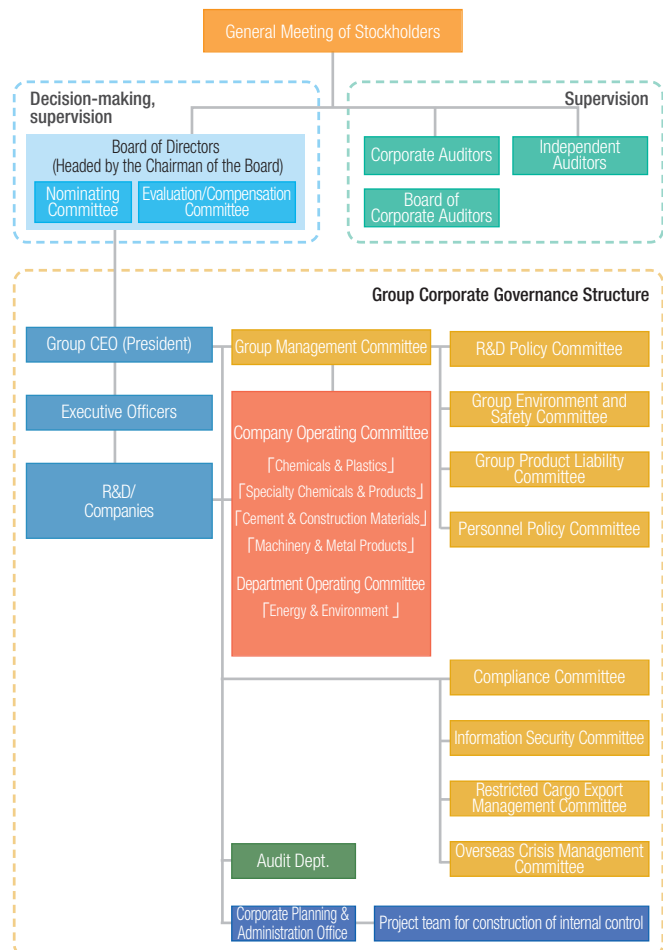 General Meeting of Stockholders
Decision-making,
supervision
Board of Directors
(Headed by the Chairman of the Board)
Nominating
Committee
Evaluation/Compensation
Committee
Supervision
Corporate Auditors
Independent
Auditors
Board of
Corporate Auditors
Group Corporate Governance Structure
Group CEO (President)
Executive Officers
R&D/
Companies
Group Management Committee
Company Operating Committee
「Chemicals & Plastics」
「Specialty Chemicals & Products」
「Cement & Construction Materials」
「Machinery & Metal Products」
Department Operating Committee
「Energy & Environment 」
R&D Policy Committee
Group Environment and
Safety Committee
Group Product Liability
Committee
Personnel Policy Committee
Compliance Committee
Information Security Committee
Restricted Cargo Export
Management Committee
Overseas Crisis Management
Committee
Audit Dept.
Corporate Planning &
Administration Office
Project team for construction of internal control